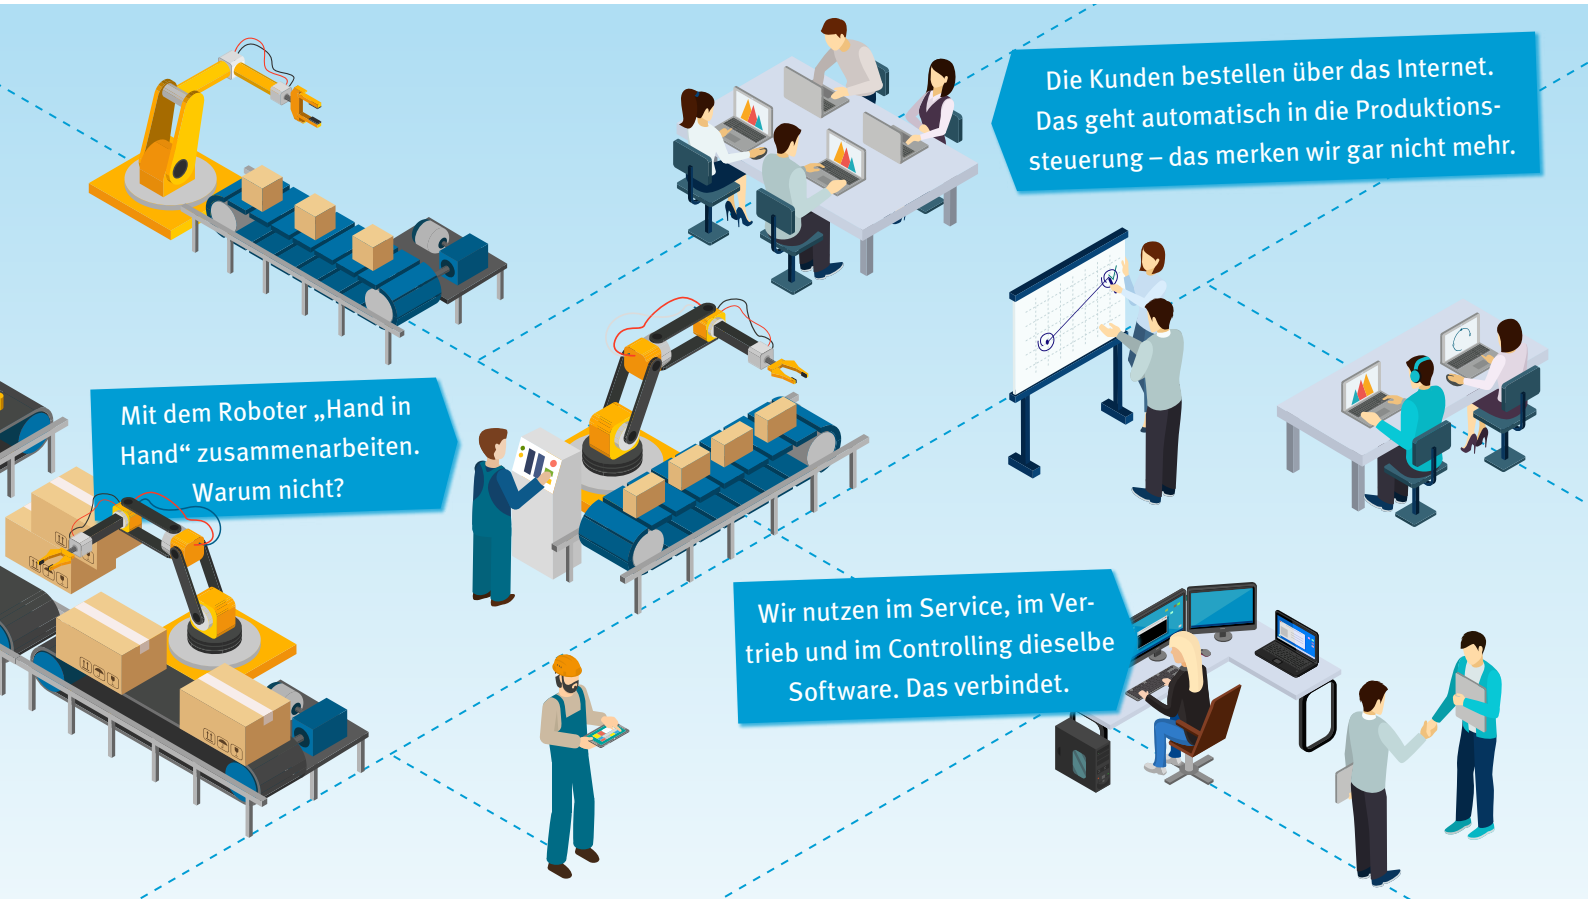 Die Kunden bestellen über das Internet.
Das geht automatisch in die Produktions-
steuerung – das merken wir gar nicht mehr.
Mit dem Roboter „Hand in
Hand“ zusammenarbeiten.
Warum nicht?
Wir nutzen im Service, im Ver-
trieb und im Controlling dieselbe
Software. Das verbindet.